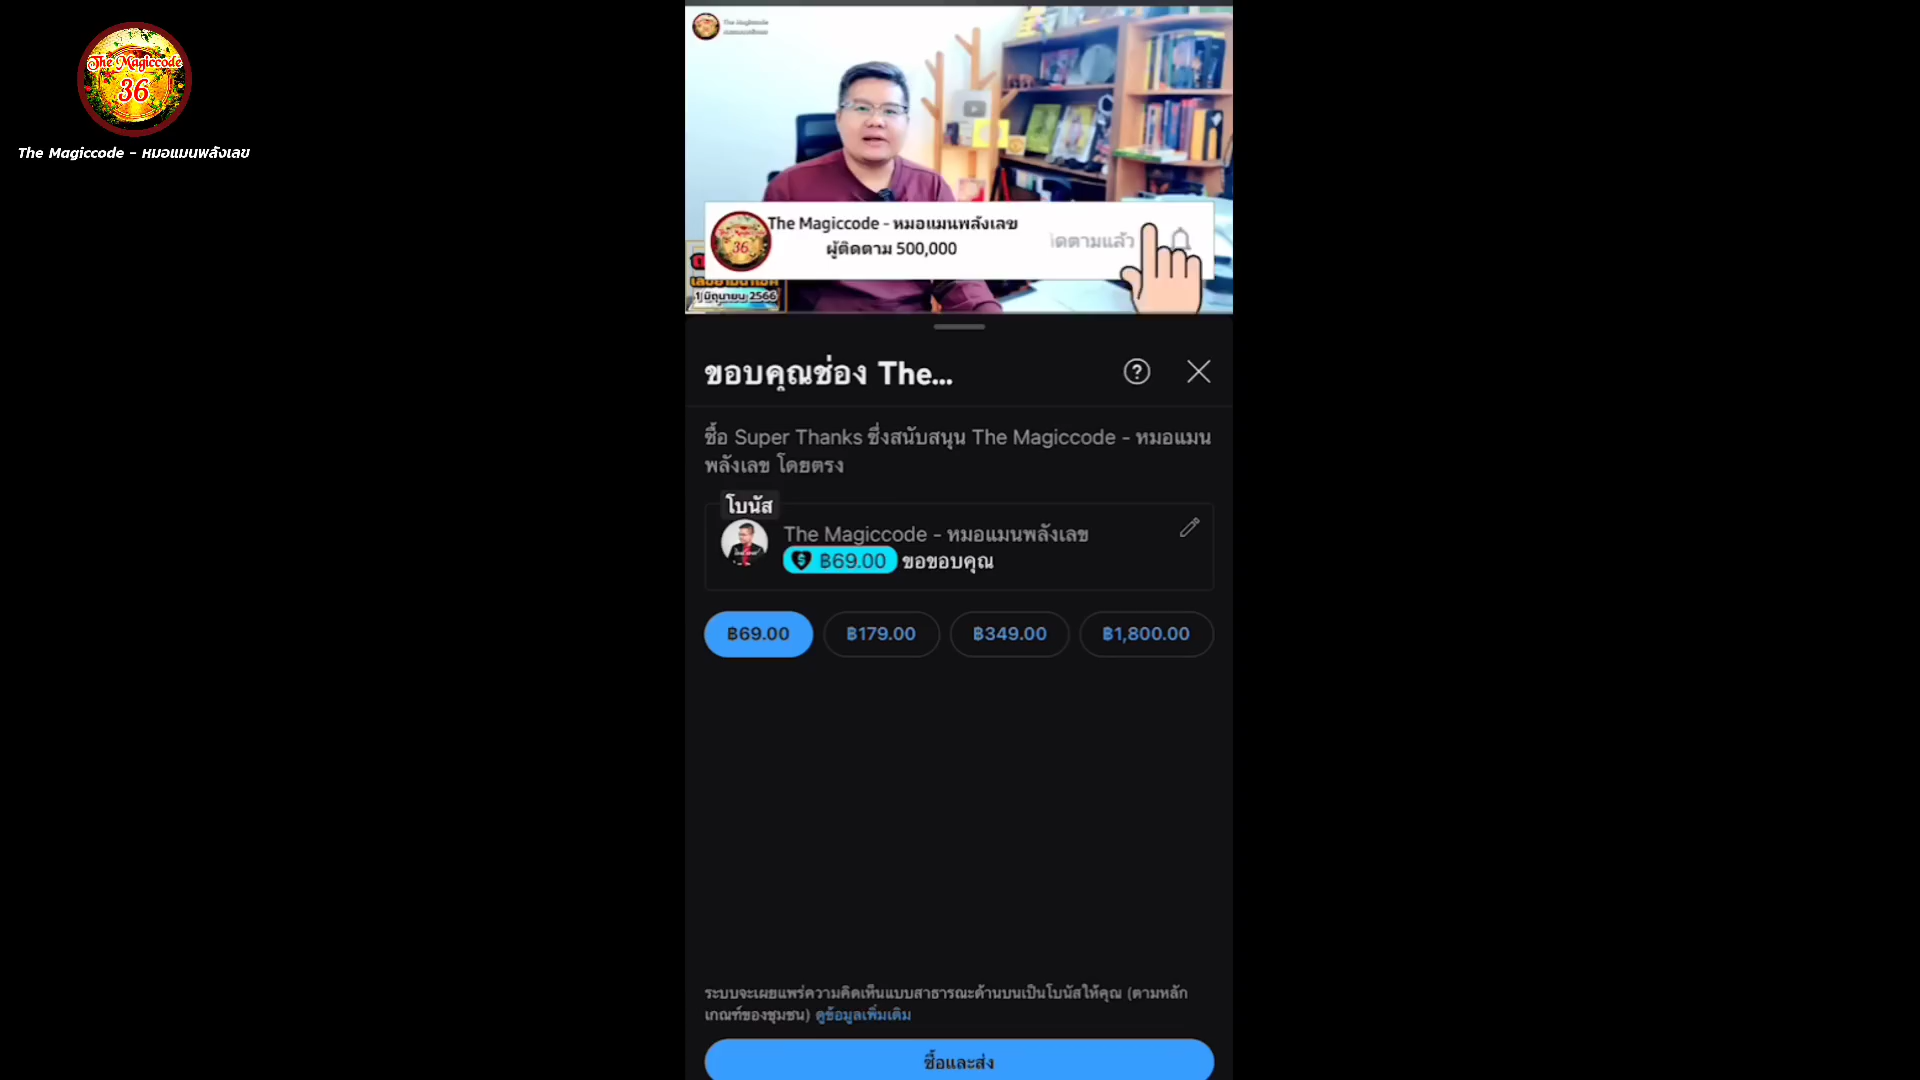 The Magiccode
36
The Magiccode - หมอแมนพลังเลข
The Magiccode - หมอแมนพลังเลข
ผู้ติดตาม 500,000
ติดตามแล้ว
36
1 มิถุนายน 2566
ขอบคุณช่อง The...
ซื้อ Super Thanks ซึ่งสนับสนุน The Magiccode - หมอแมน
พลังเลข โดยตรง
โบนัส
The Magiccode - หมอแมนพลังเลข
฿69.00 ขอขอบคุณ
฿69.00 ฿179.00 ฿349.00 ฿1,800.00
ระบบจะเผยแพร่ความคิดเห็นแบบสาธารณะด้านบนเป็นโบนัสให้คุณ (ตามหลัก
เกณฑ์ของชุมชน) ดูข้อมูลเพิ่มเติม
ซื้อและส่ง